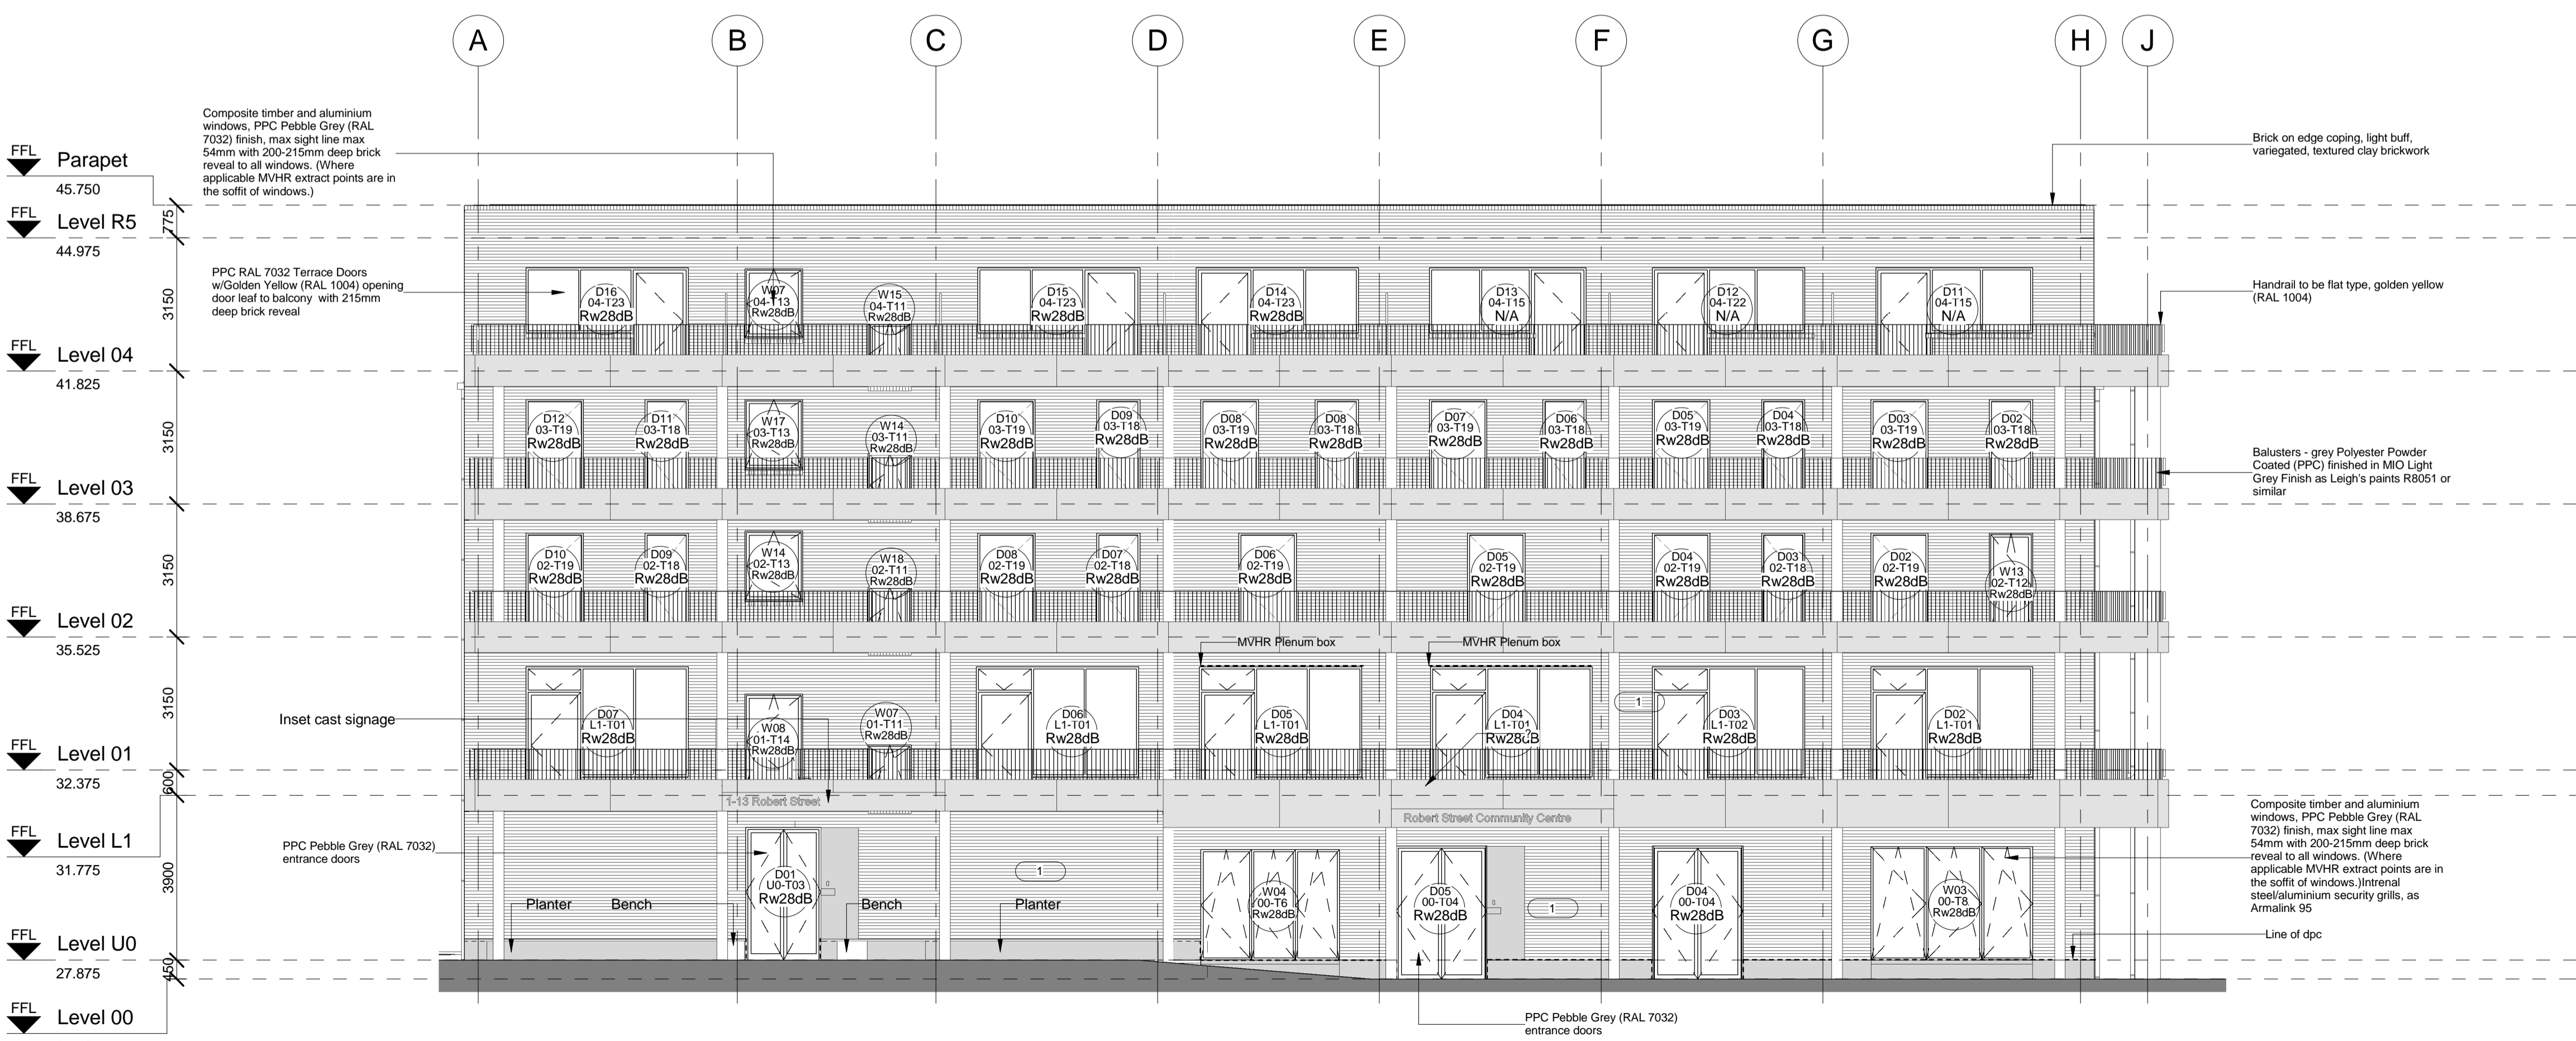 A
B
C
D
E
F
G
H
J
Composite timber and aluminium
windows, PPC Pebble Grey (RAL
7032) finish, max sight line max
54mm with 200-215mm deep brick
reveal to all windows. (Where
applicable MVHR extract points are in
the soffit of windows.)
Brick on edge coping, light buff,
variegated, textured clay brickwork
FFL
Parapet
45.750
775
FFL
Level R5
44.975
3150
PPC RAL 7032 Terrace Doors
w/Golden Yellow (RAL 1004) opening
door leaf to balcony with 215mm
deep brick reveal
D16
04-T23
Rw28dB
W07
04-T13
Rw28dB
W15
04-T11
Rw28dB
D15
04-T23
Rw28dB
D14
04-T23
Rw28dB
D13
04-T15
N/A
D12
04-T22
N/A
D11
04-T15
N/A
Handrail to be flat type, golden yellow
(RAL 1004)
FFL
Level 04
41.825
3150
D12
03-T19
Rw28dB
D11
03-T18
Rw28dB
W17
03-T13
Rw28dB
W14
03-T11
Rw28dB
D10
03-T19
Rw28dB
D09
03-T18
Rw28dB
D08
03-T19
Rw28dB
D08
03-T18
Rw28dB
D07
03-T19
Rw28dB
D06
03-T18
Rw28dB
D05
03-T19
Rw28dB
D04
03-T18
Rw28dB
D03
03-T19
Rw28dB
D02
03-T18
Rw28dB
Balusters - grey Polyester Powder
Coated (PPC) finished in MIO Light
Grey Finish as Leigh's paints R8051 or
similar
FFL
Level 03
38.675
3150
D10
02-T19
Rw28dB
D09
02-T18
Rw28dB
W14
02-T13
Rw28dB
W18
02-T11
Rw28dB
D08
02-T19
Rw28dB
D07
02-T18
Rw28dB
D06
02-T19
Rw28dB
D05
02-T19
Rw28dB
D04
02-T19
Rw28dB
D03
02-T18
Rw28dB
D02
02-T19
Rw28dB
W13
02-T12
Rw28dB
FFL
Level 02
35.525
3150
MVHR Plenum box
MVHR Plenum box
Inset cast signage
D07
L1-T01
Rw28dB
W08
01-T14
Rw28dB
W07
01-T11
Rw28dB
D06
L1-T01
Rw28dB
D05
L1-T01
Rw28dB
D04
L1-T01
Rw28dB
?
1
D03
L1-T02
Rw28dB
D02
L1-T01
Rw28dB
FFL
Level 01
32.375
600
1-13 Robert Street
Robert Street Community Centre
FFL
Level L1
31.775
3900
PPC Pebble Grey (RAL 7032)
entrance doors
D01
U0-T03
Rw28dB
1
Planter
Bench
Bench
Planter
W04
00-T6
Rw28dB
D05
00-T04
Rw28dB
1
D04
00-T04
Rw28dB
W03
00-T8
Rw28dB
Composite timber and aluminium
windows, PPC Pebble Grey (RAL
7032) finish, max sight line max
54mm with 200-215mm deep brick
reveal to all windows. (Where
applicable MVHR extract points are in
the soffit of windows.)Intrenal
steel/aluminium security grills, as
Armalink 95
Line of dpc
FFL
Level U0
27.875
450
FFL
Level 00
PPC Pebble Grey (RAL 7032)
entrance doors